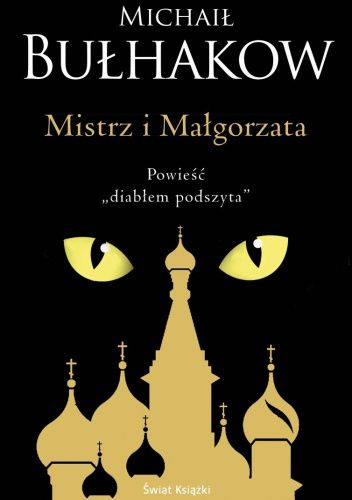 MICHAIŁ
BUŁHAKOW
Mistrz i Małgorzata
Powieść
„diabłem podszyta”
Świat Książki